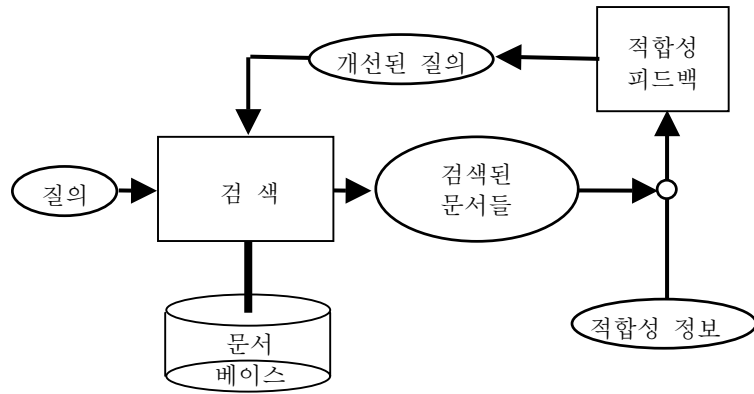 적합성
피드백
개선된 질의
질의
검 색
검색된
문서들
적합성 정보
문서
베이스